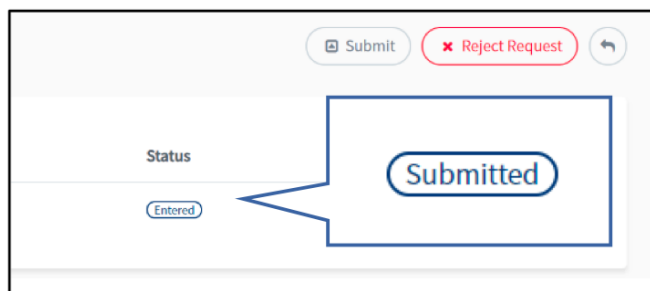 Submit
Reject Request
Status
Submitted
Entered